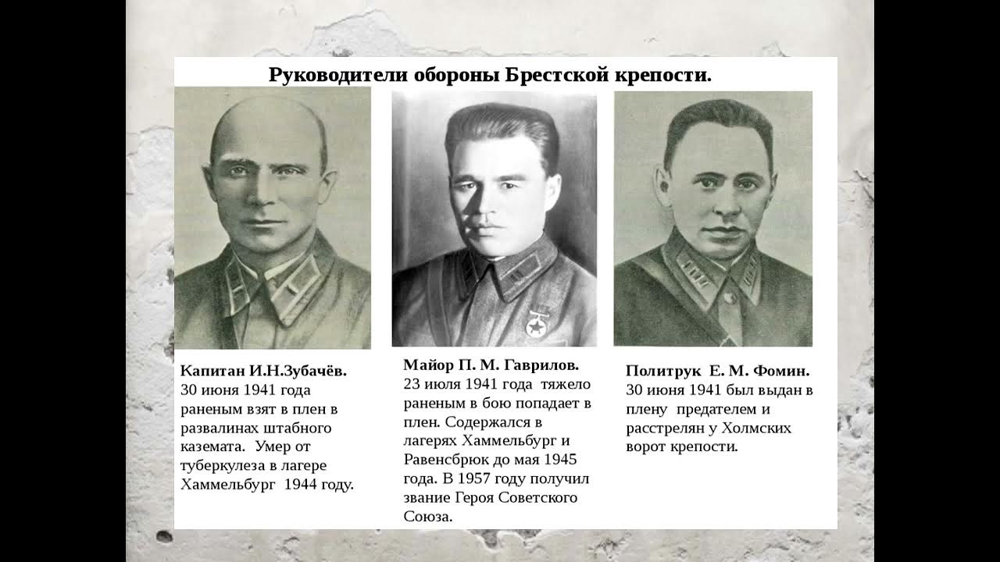 Руководители обороны Брестской крепости.
Капитан И.Н.Зубачёв.
30 июня 1941 года
раненым взят в плен в
развалинах штабного
каземата. Умер от
туберкулеза в лагере
Хаммельбург 1944 году.
Майор П. М. Гаврилов.
23 июля 1941 года тяжело
раненым в бою попадает в
плен. Содержался в
лагерях Хаммельбург и
Равенсбрюк до мая 1945
года. В 1957 году получил
звание Героя Советского
Союза.
Политрук Е. М. Фомин.
30 июня 1941 был выдан в
плену предателем и
расстрелян у Холмских
ворот крепости.